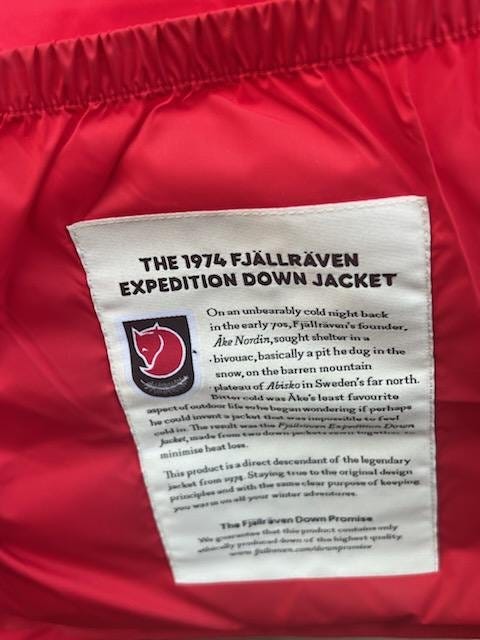 THE 1974 FJÄLLRÄVEN
EXPEDITION DOWN JACKET
On an unbearably cold night back
in the early 70s, Fjällräven's founder,
Åke Nordin, sought shelter in a
bivouac, basically a pit he dug in the
snow, on the barren mountain
plateau of Abisko in Sweden's far north.
Bitter cold was Åke's least favourite
aspect of outdoor life so he began wondering if perhaps
he could invent a jacket that was impossible to feel
cold in. The result was the Fjällräven Expedition Down
Jacket, made from two down jackets sewn together to
minimise heat loss.
This product is a direct descendant of the legendary
jacket from 1974. Staying true to the original design
principles and with the same clear purpose of keeping
you warm on all your winter adventures.
The Fjällräven Down Promise
We guarantee that this product contains only
ethically produced down of the highest quality.
www.fjallraven.com/downpromise